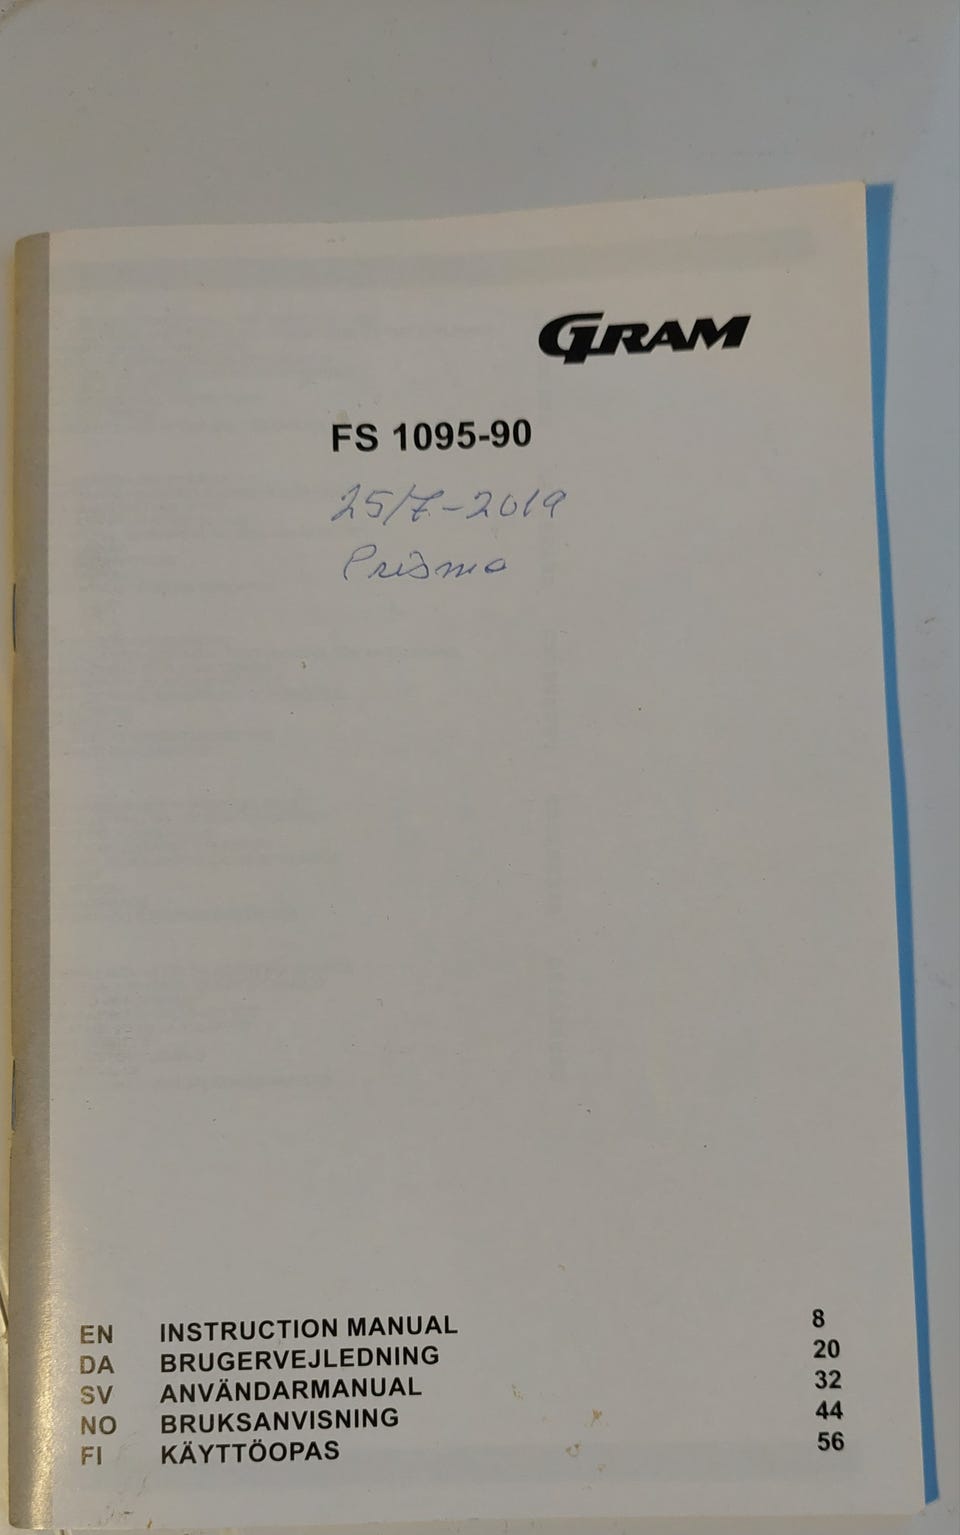 GRAM
FS 1095-90
25/7-2019
Prisma
EN INSTRUCTION MANUAL 8
DA BRUGERVEJLEDNING 20
SV ANVÄNDARMANUAL 32
NO BRUKSANVISNING 44
FI KÄYTTÖOPAS 56